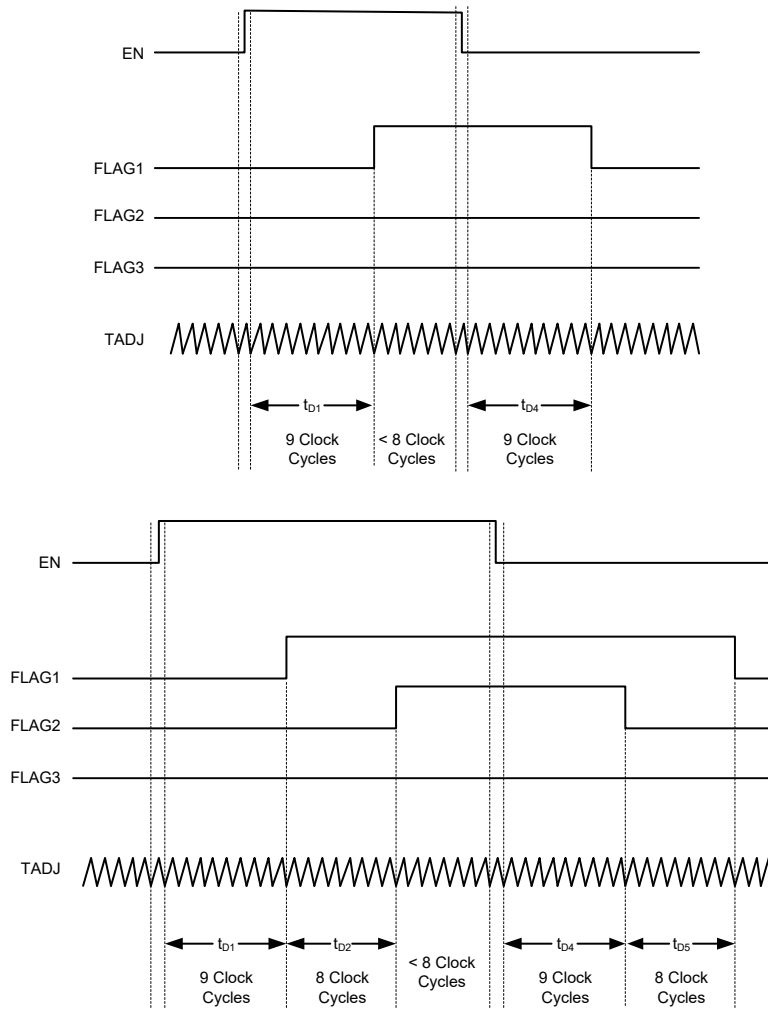 EN
FLAG1
FLAG2
FLAG3
TADJ
tD1
tD4
9 Clock
Cycles
< 8 Clock
Cycles
9 Clock
Cycles
EN
FLAG1
FLAG2
FLAG3
TADJ
tD1
tD2
tD4
tD5
9 Clock
Cycles
8 Clock
Cycles
< 8 Clock
Cycles
9 Clock
Cycles
8 Clock
Cycles